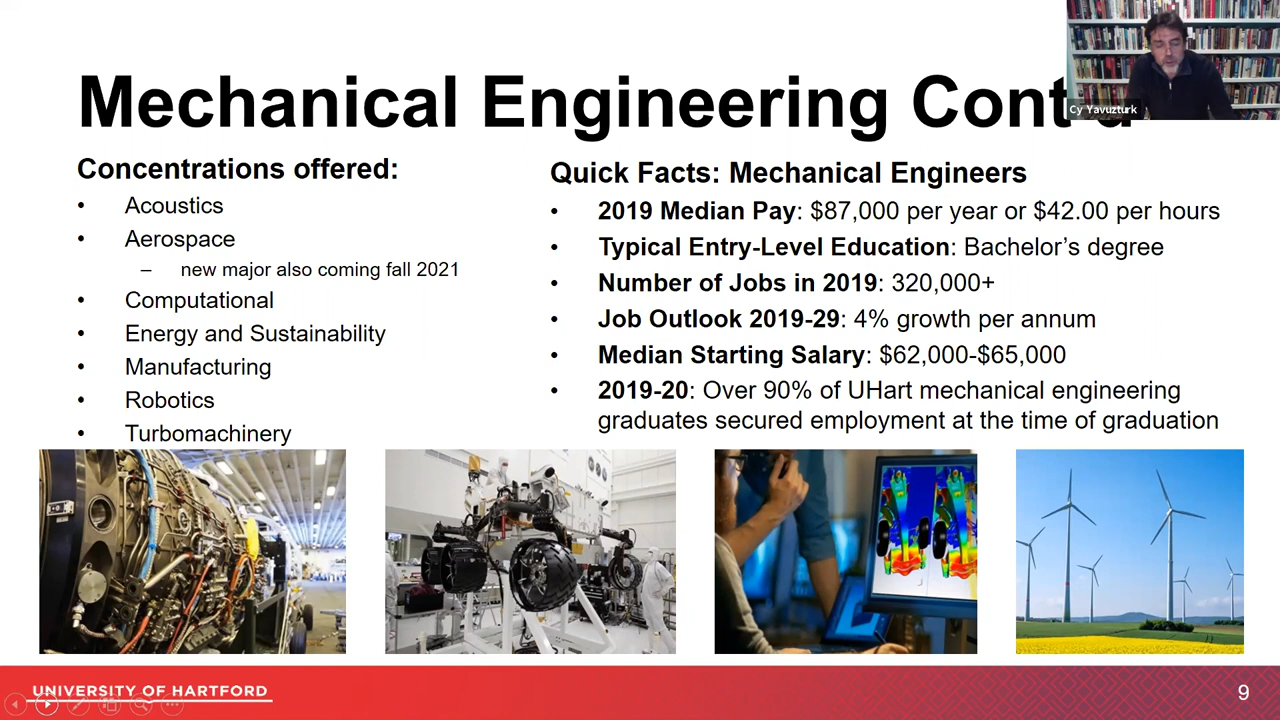 Mechanical Engineering Cont'd
Cy Yavuzturk
Concentrations offered:
• Acoustics
• Aerospace
– new major also coming fall 2021
• Computational
• Energy and Sustainability
• Manufacturing
• Robotics
• Turbomachinery
Quick Facts: Mechanical Engineers
• 2019 Median Pay: $87,000 per year or $42.00 per hours
• Typical Entry-Level Education: Bachelor’s degree
• Number of Jobs in 2019: 320,000+
• Job Outlook 2019-29: 4% growth per annum
• Median Starting Salary: $62,000-$65,000
• 2019-20: Over 90% of UHart mechanical engineering
graduates secured employment at the time of graduation
UNIVERSITY OF HARTFORD
9